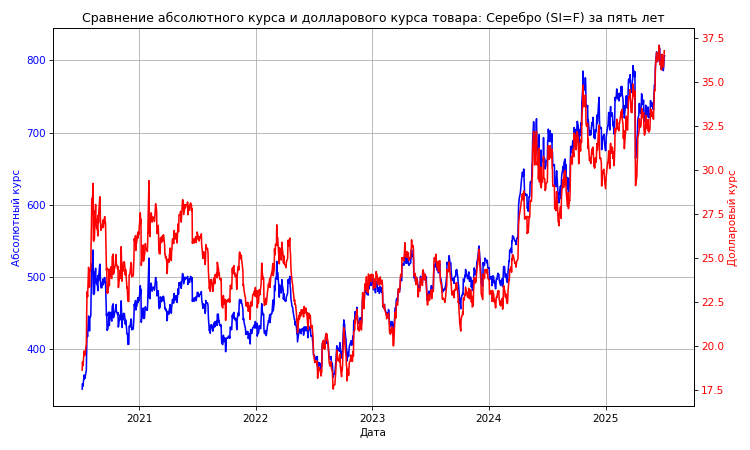 Сравнение абсолютного курса и долларового курса товара: Серебро (SI=F) за пять лет
Абсолютный курс
800
700
600
500
400
37.5
35.0
32.5
30.0
27.5
25.0
22.5
20.0
17.5
Долларовый курс
2021 2022 2023 2024 2025
Дата